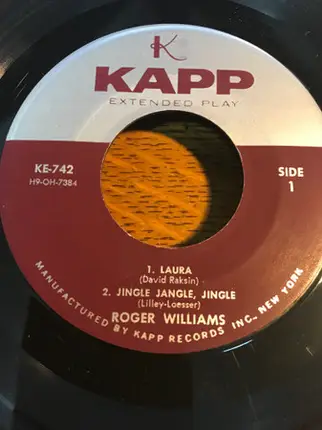 K
KAPP
EXTENDED PLAY
KE-742
H9-OH-7384
SIDE
1
1. LAURA
(David Raksin)
2. JINGLE JANGLE, JINGLE
(Lilley-Loesser)
ROGER WILLIAMS
MANUFACTURED BY KAPP RECORDS INC., NEW YORK